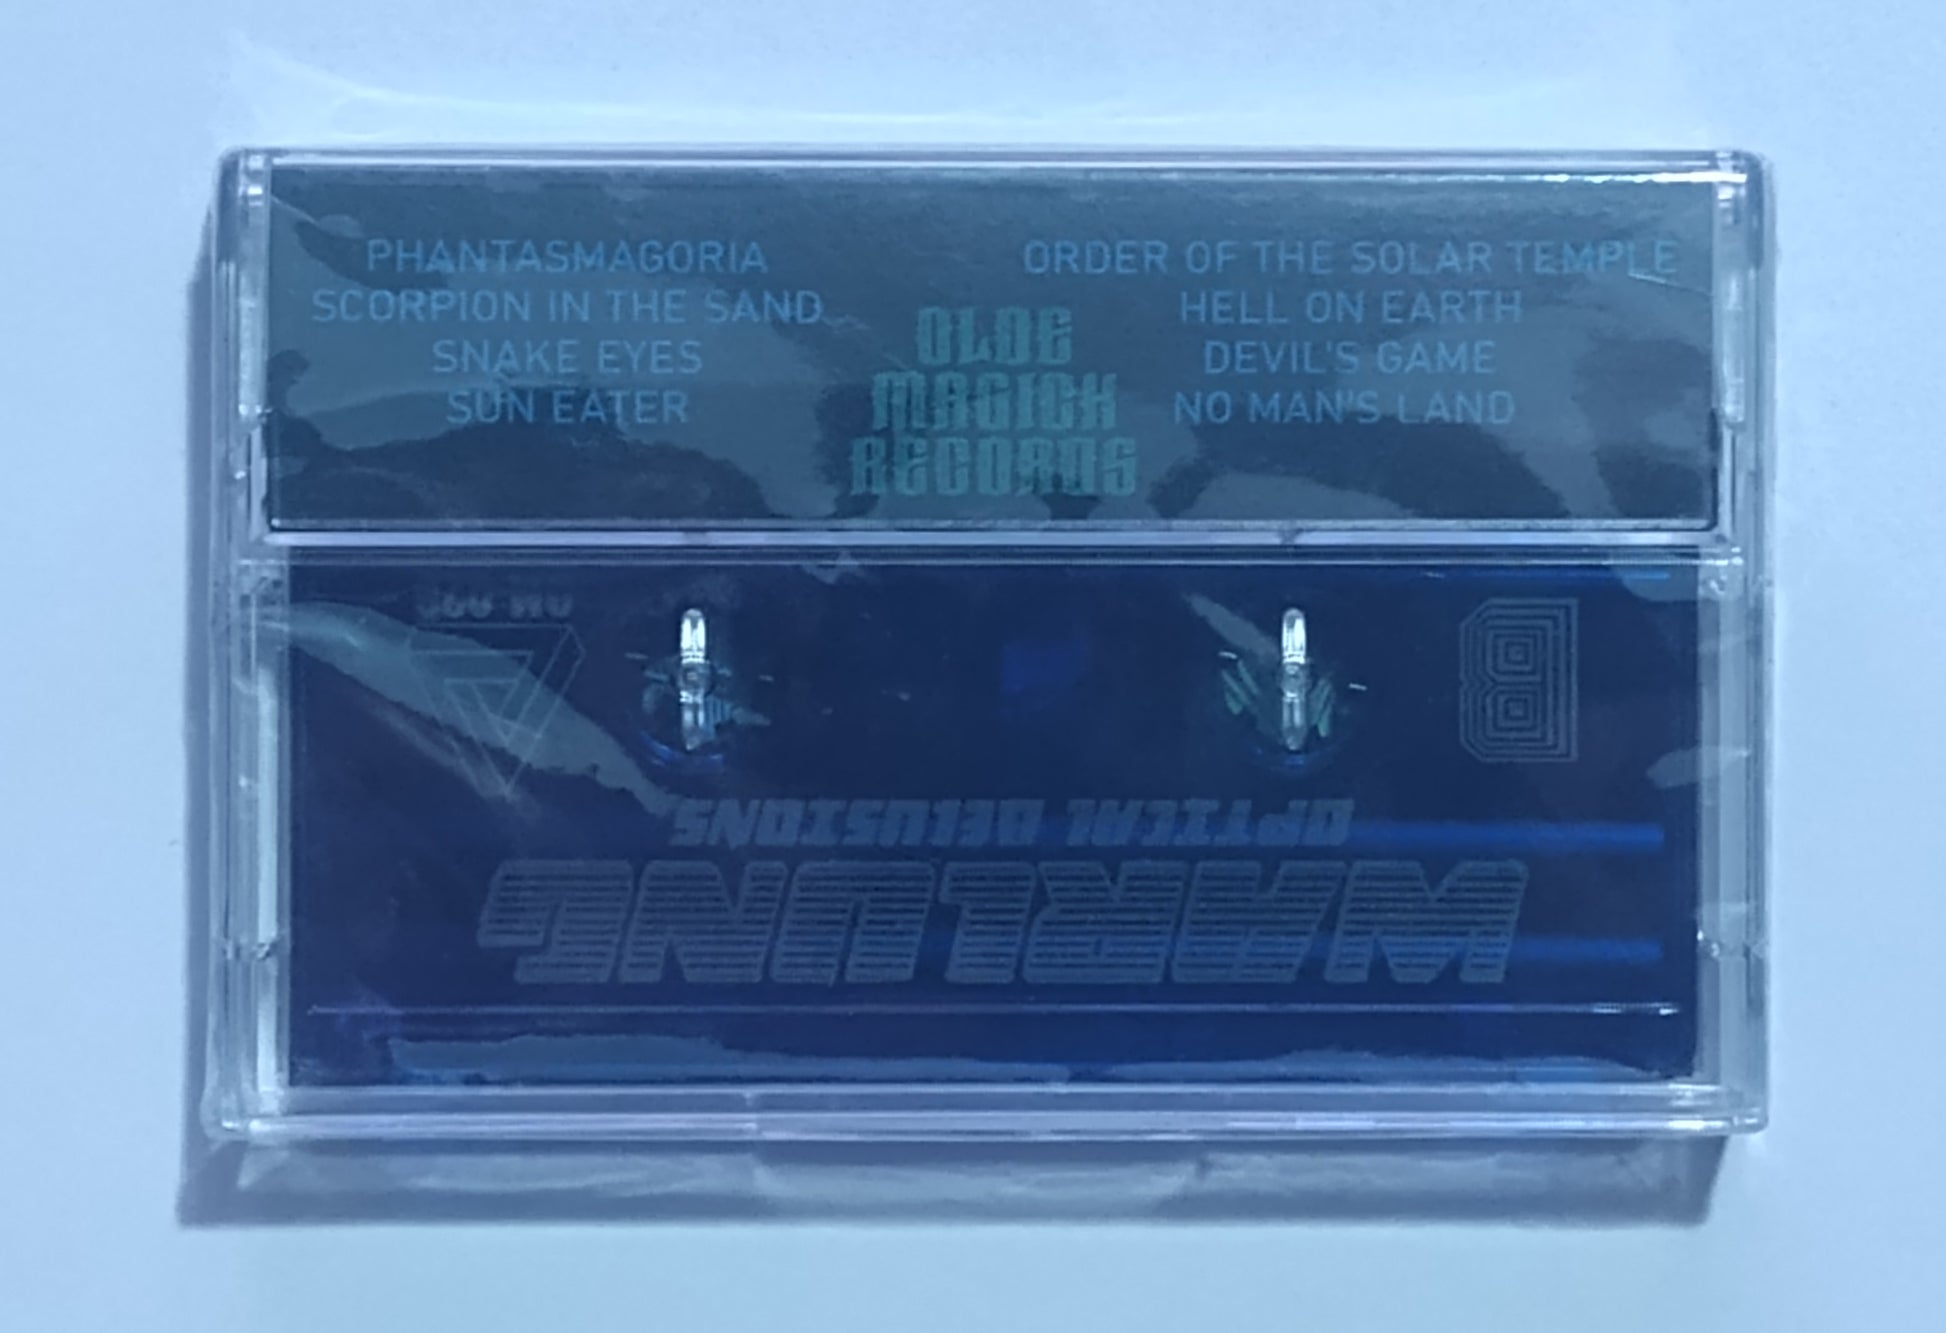 PHANTASMAGORIA
SCORPION IN THE SAND
SNAKE EYES
SUN EATER
OLDE
MAGICK
RECORDS
ORDER OF THE SOLAR TEMPLE
HELL ON EARTH
DEVIL'S GAME
NO MAN'S LAND
B
OPTICAL DELUSIONS
WARLUNG